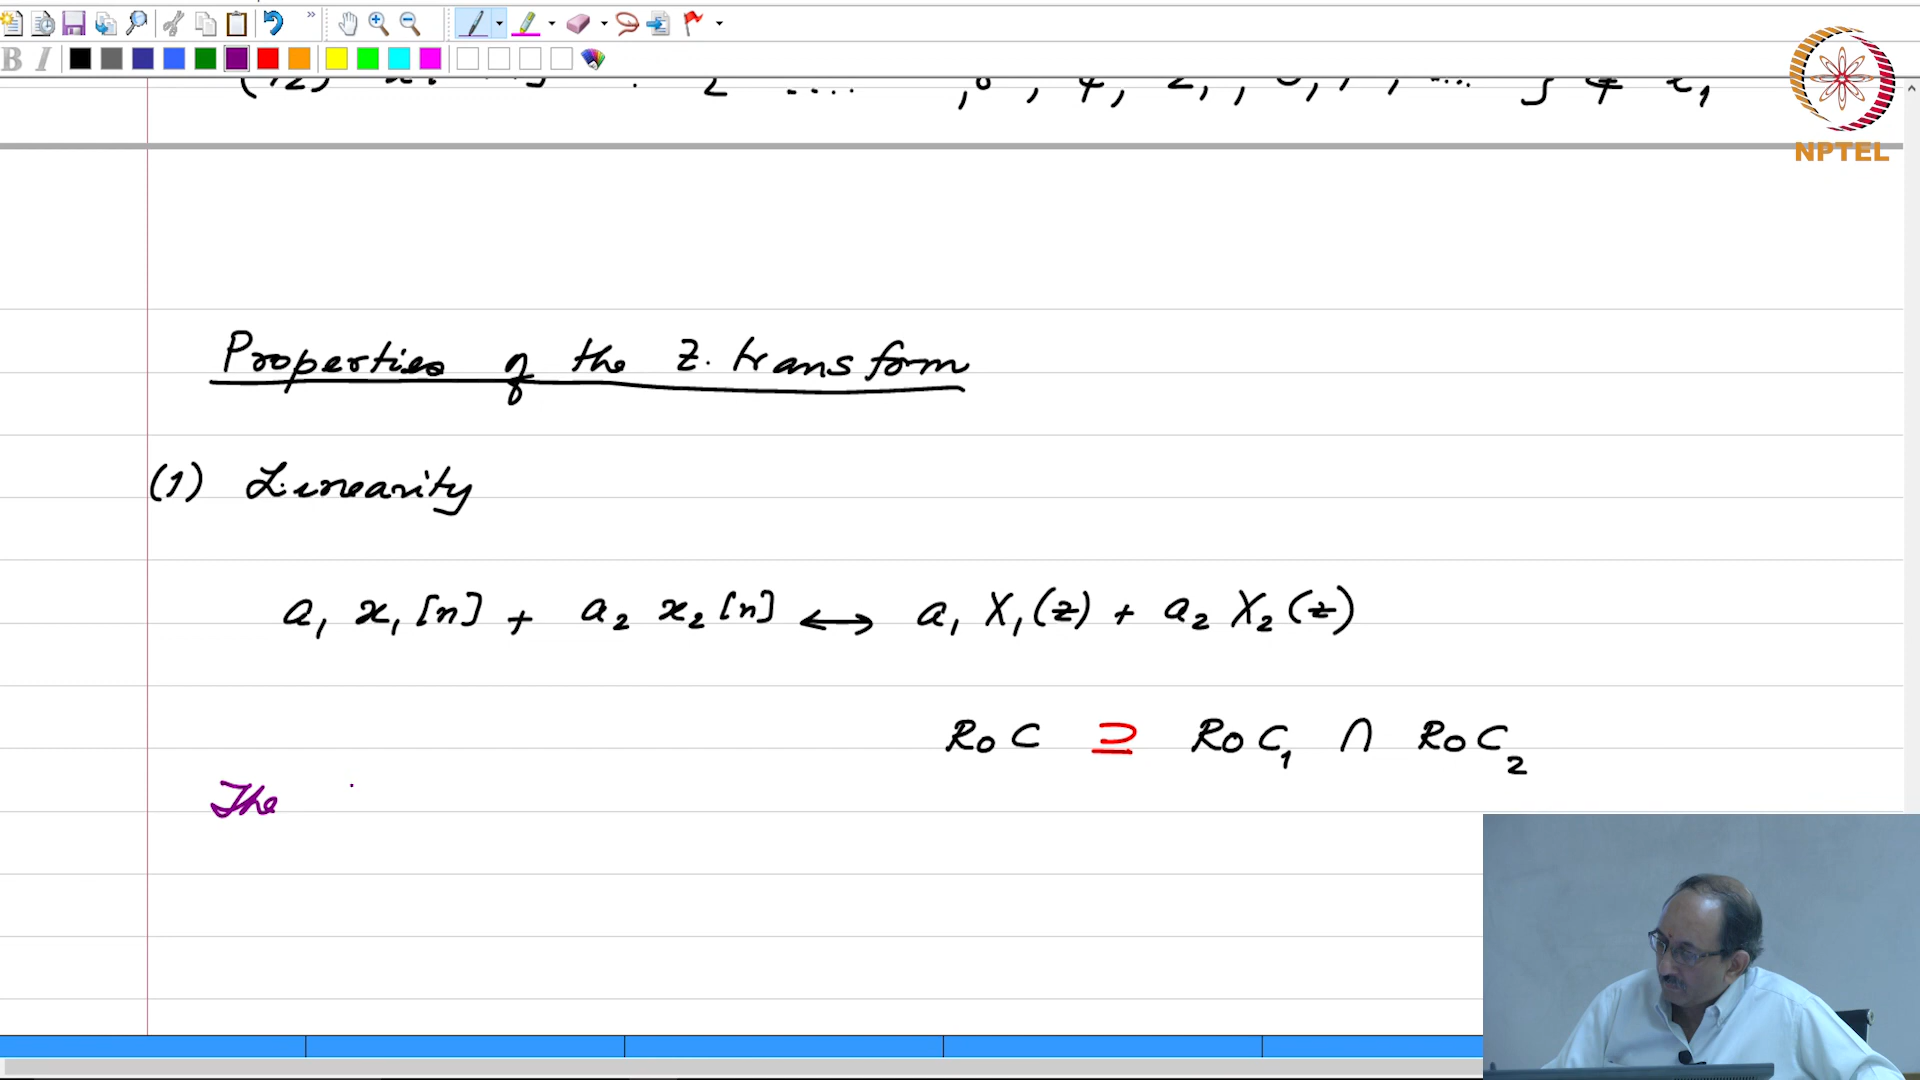 NPTEL
Properties of the Z. transform
(1) Linearity
a₁ x₁[n] + a₂ x₂[n] ⟷ a₁ X₁(z) + a₂ X₂(z)
RoC ⊇ RoC₁ ∩ RoC₂
The